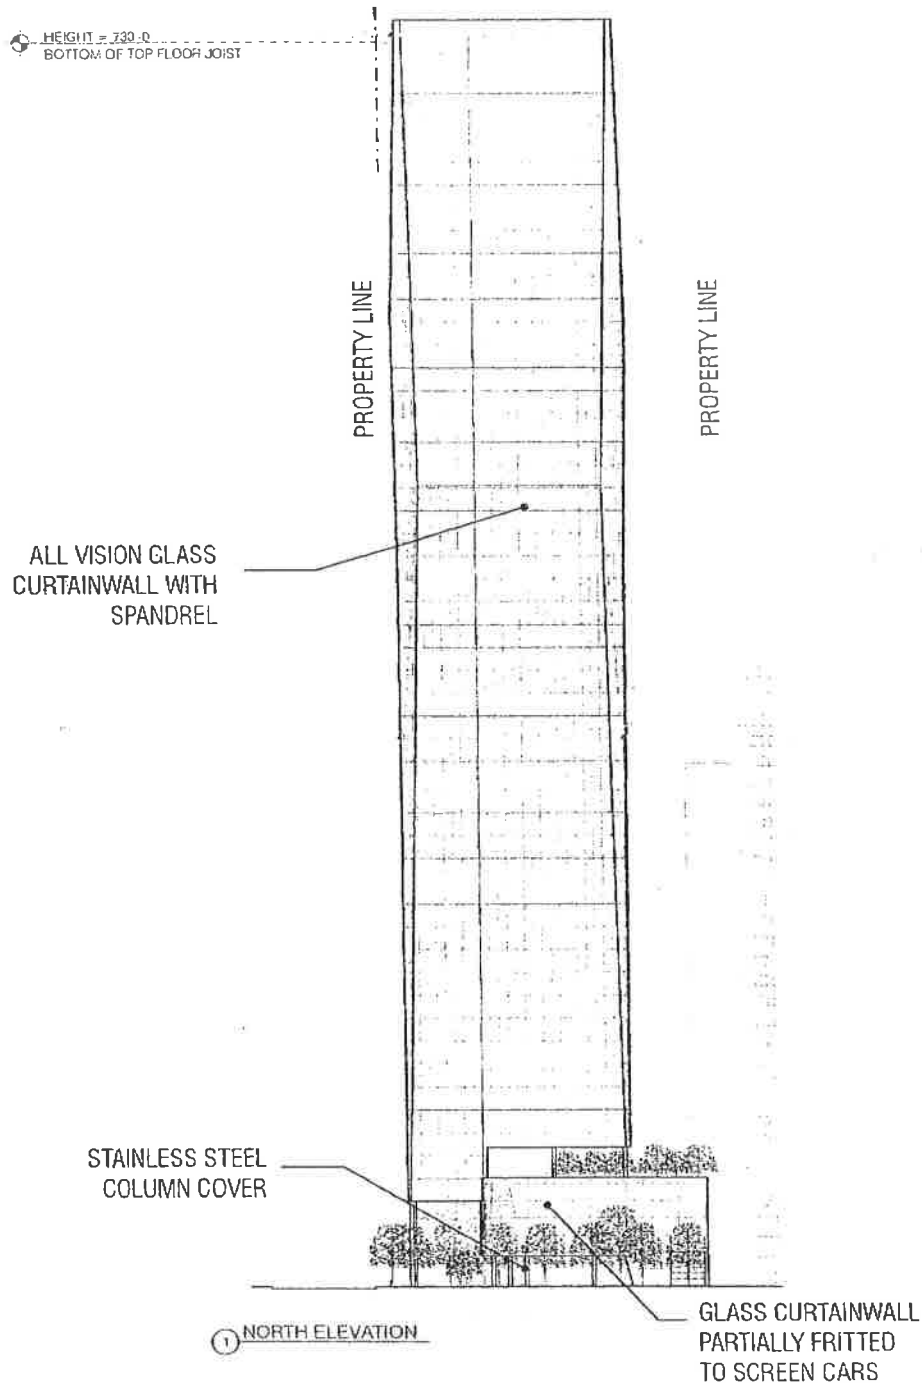 HEIGHT = 730-0
BOTTOM OF TOP FLOOR JOIST
PROPERTY LINE
PROPERTY LINE
ALL VISION GLASS
CURTAINWALL WITH
SPANDREL
STAINLESS STEEL
COLUMN COVER
1 NORTH ELEVATION
GLASS CURTAINWALL
PARTIALLY FRITTED
TO SCREEN CARS